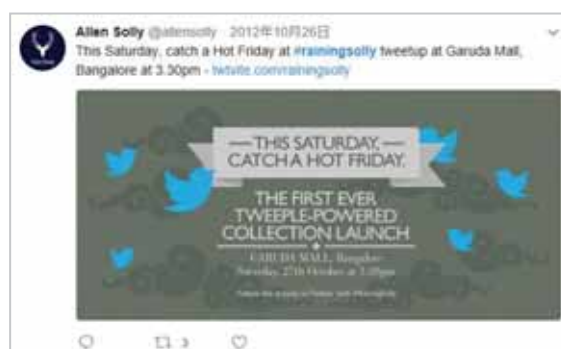 Allen Solly @allensolly · 2012年10月26日
This Saturday, catch a Hot Friday at #rainingsolly tweetup at Garuda Mall,
Bangalore at 3.30pm - twtvite.com/rainingsolly
THIS SATURDAY,
CATCH A HOT FRIDAY.
THE FIRST EVER
TWEEPLE-POWERED
COLLECTION LAUNCH
GARUDA MALL, Bangalore
Saturday, 27th October at 3.30pm
3